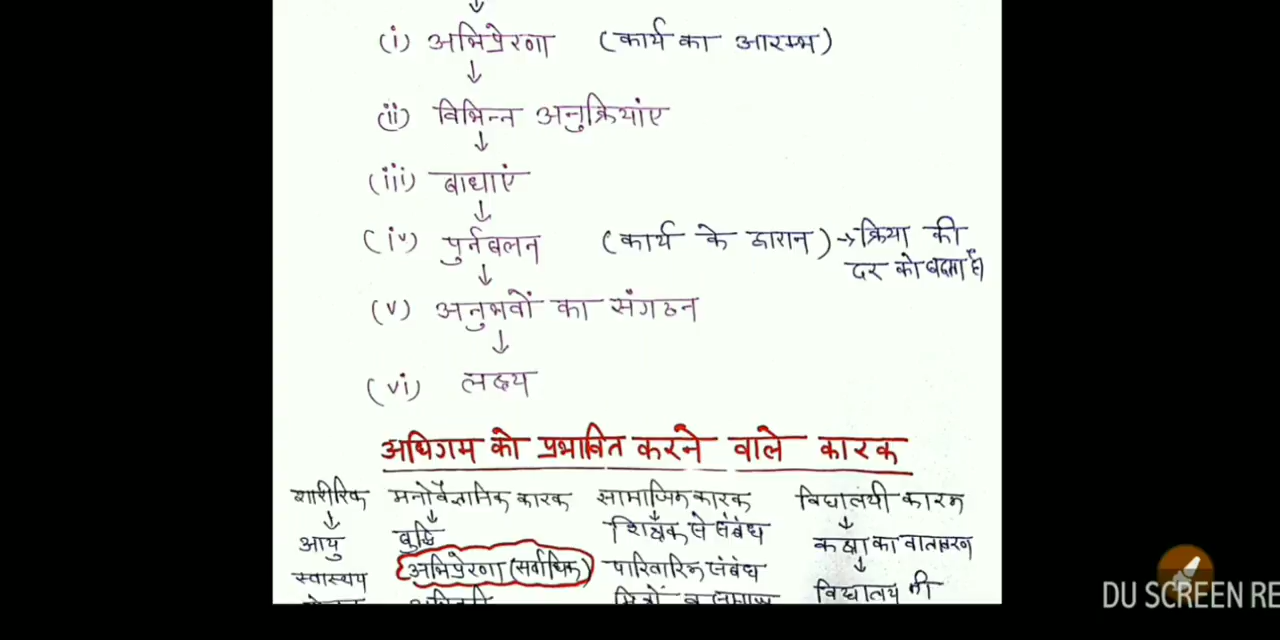 ↓
(i) अभिप्रेरणा (कार्य का आरम्भ)
↓
(ii) विभिन्न अनुक्रियांए
↓
(iii) बाधाएं
↓
(iv) पुर्नबलन (कार्य के दारान) → क्रिया की
दर को बढ़ता है।
↓
(v) अनुभवों का संगठन
↓
(vi) लक्ष्य
अधिगम को प्रभावित करने वाले कारक
शारीरिक मनोवैज्ञानिक कारक सामाजिक कारक विद्यालयी कारक
↓ ↓ ↓ ↓
आयु बुद्धि शिक्षक से संबंध कक्षा का वातावरण
↓
स्वास्थ्य अभिप्रेरणा (सर्वाधिक) पारिवारिक संबंध विद्यालय की
मित्रों व समाज
DU SCREEN RE